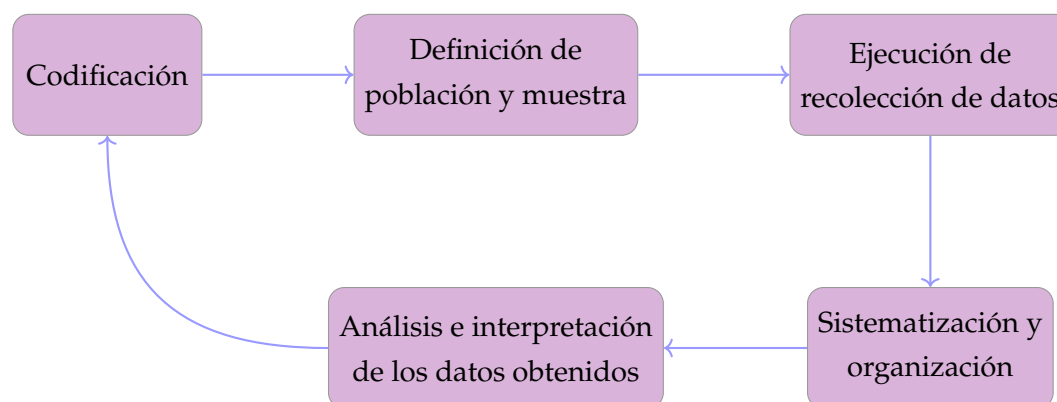 Codificación
Definición de
población y muestra
Ejecución de
recolección de datos
Sistematización y
organización
Análisis e interpretación
de los datos obtenidos